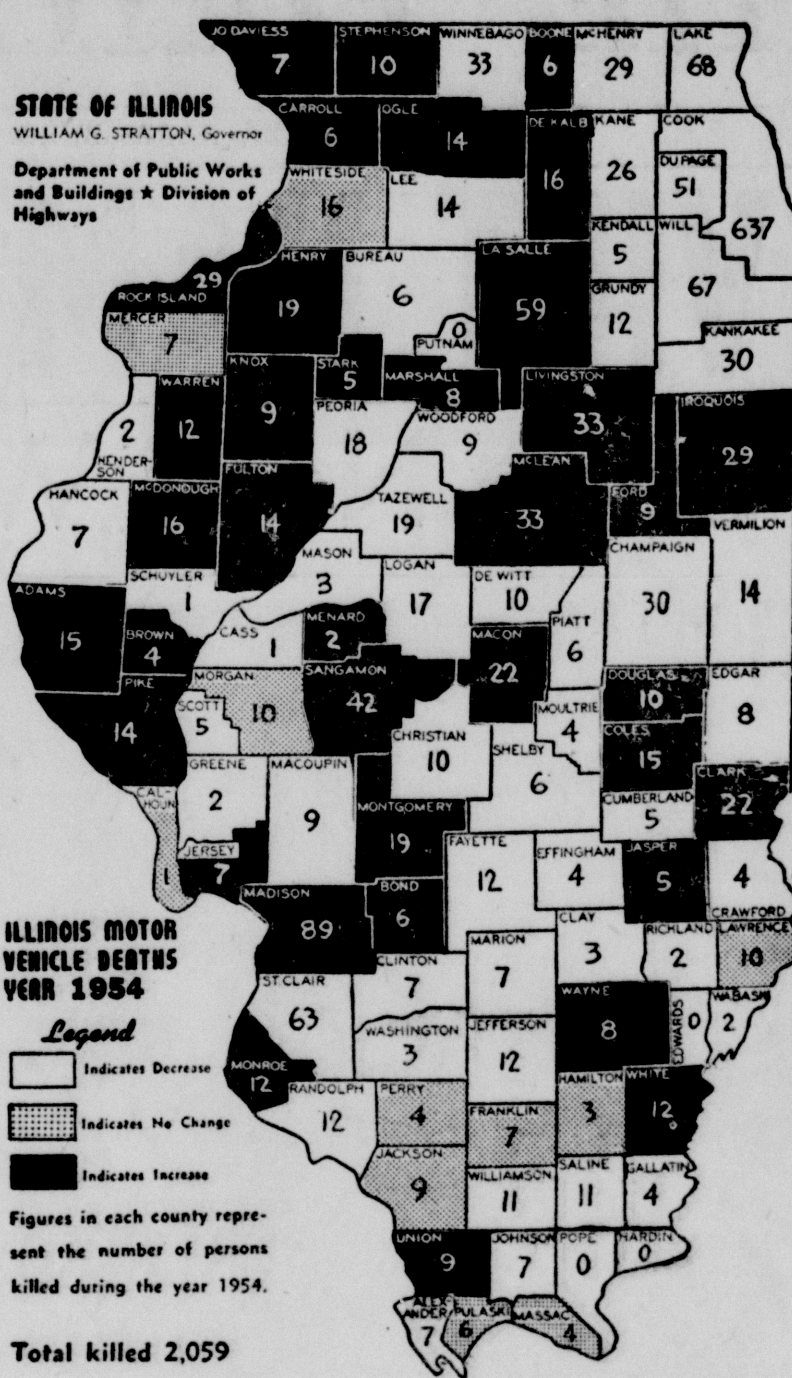 JO DAVIESS
7
STEPHENSON
10
WINNEBAGO
33
BOONE
6
MCHENRY
29
LAKE
68
STATE OF ILLINOIS
WILLIAM G. STRATTON, Governor
Department of Public Works
and Buildings ★ Division of
Highways
CARROLL
6
OGLE
14
DE KALB
16
KANE
26
COOK
637
DU PAGE
51
WHITESIDE
16
LEE
14
KENDALL
5
WILL
67
ROCK ISLAND
29
HENRY
19
BUREAU
6
LA SALLE
59
GRUNDY
12
PUTNAM
0
KANKAKEE
30
MERCER
7
KNOX
9
STARK
5
MARSHALL
8
LIVINGSTON
33
IROQUOIS
29
HENDER-
SON
2
WARREN
12
PEORIA
18
WOODFORD
9
HANCOCK
7
MCDONOUGH
16
FULTON
14
TAZEWELL
19
MCLEAN
33
FORD
9
VERMILION
14
MASON
3
LOGAN
17
DE WITT
10
CHAMPAIGN
30
ADAMS
15
SCHUYLER
1
BROWN
4
CASS
1
MENARD
2
MACON
22
PIATT
6
PIKE
14
SCOTT
5
MORGAN
10
SANGAMON
42
CHRISTIAN
10
MOULTRIE
4
DOUGLAS
10
EDGAR
8
SHELBY
6
COLES
15
CLARK
22
CUMBERLAND
5
CAL-
HOUN
1
GREENE
2
MACOUPIN
9
MONTGOMERY
19
JERSEY
7
FAYETTE
12
EFFINGHAM
4
JASPER
5
CRAWFORD
4
MADISON
89
BOND
6
CLAY
3
RICHLAND
2
LAWRENCE
10
CLINTON
7
MARION
7
ST. CLAIR
63
WASHINGTON
3
JEFFERSON
12
WAYNE
8
EDWARDS
0
WABASH
2
MONROE
12
RANDOLPH
12
PERRY
4
FRANKLIN
7
HAMILTON
3
WHITE
12
JACKSON
9
WILLIAMSON
11
SALINE
11
GALLATIN
4
UNION
9
JOHNSON
7
POPE
0
HARDIN
0
ALEX-
ANDER
7
PULASKI
6
MASSAC
4
ILLINOIS MOTOR
VEHICLE DEATHS
YEAR 1954
Legend
Indicates Decrease
Indicates No Change
Indicates Increase
Figures in each county repre-
sent the number of persons
killed during the year 1954.
Total killed 2,059